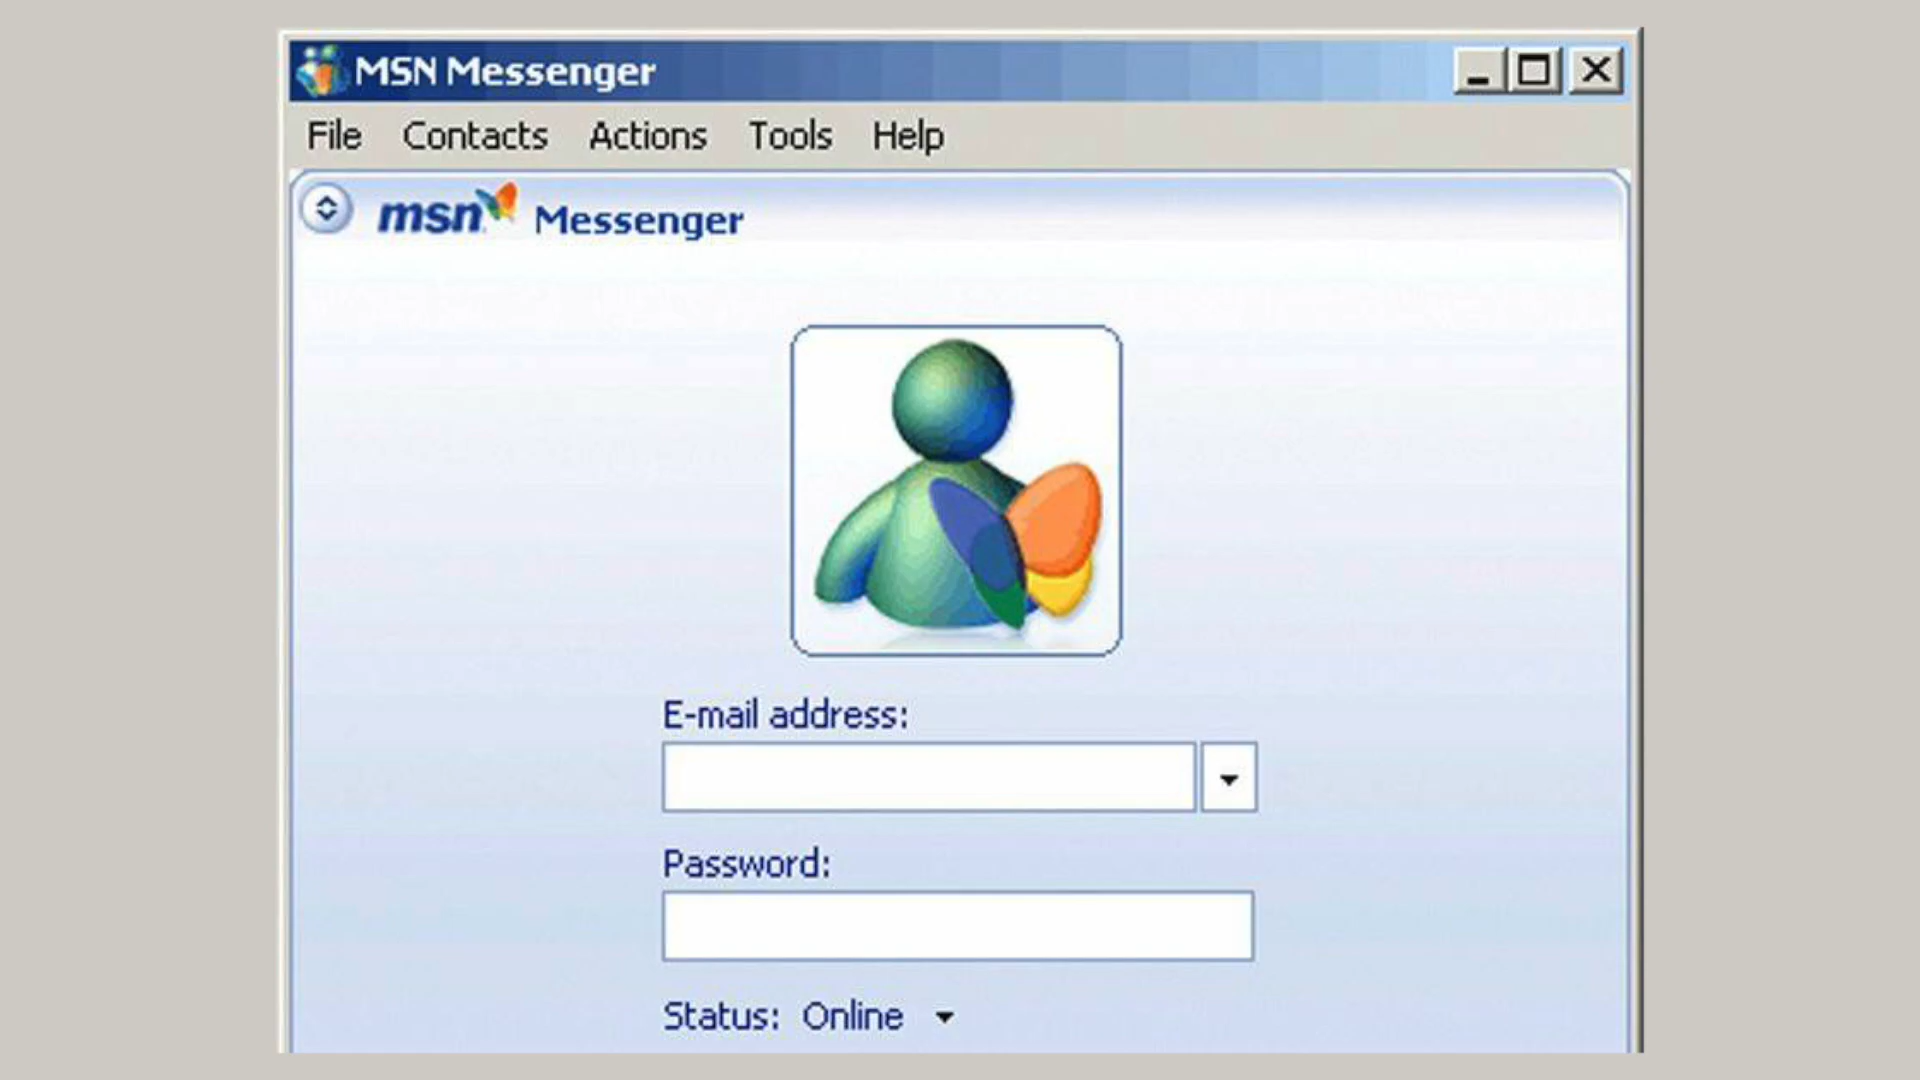 MSN Messenger
File Contacts Actions Tools Help
msn Messenger
E-mail address:
Password:
Status: Online